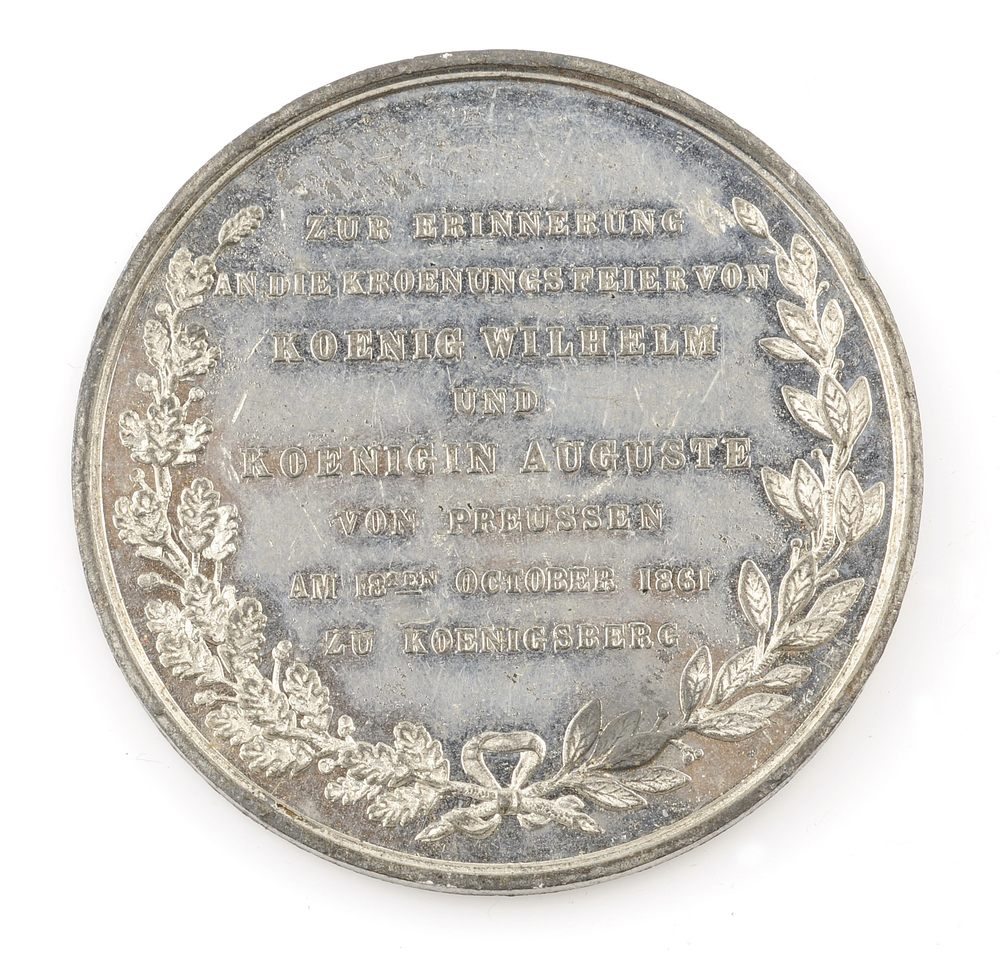 ZUR ERINNERUNG
AN DIE KROENUNGSFEIER VON
KOENIG WILHELM
UND
KOENIGIN AUGUSTE
VON PREUSSEN
AM 18TEN OCTOBER 1861
ZU KOENIGSBERG